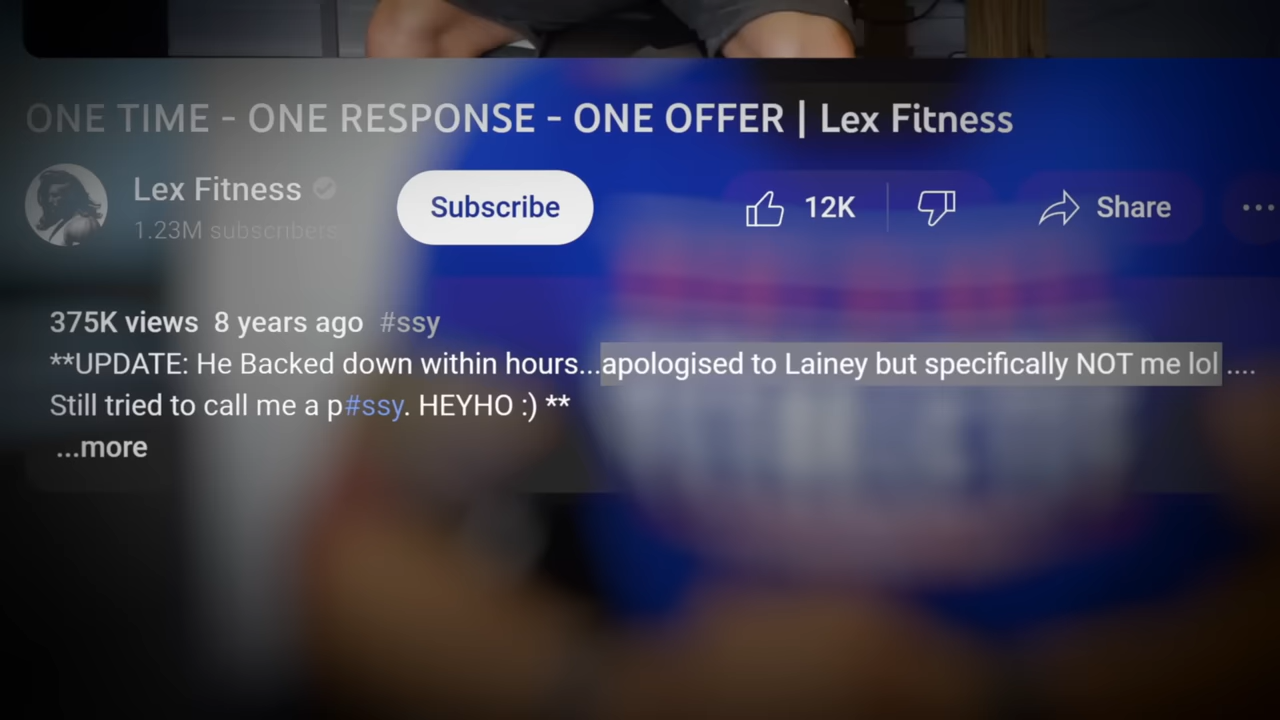 ONE TIME - ONE RESPONSE - ONE OFFER | Lex Fitness
Lex Fitness
1.23M subscribers
Subscribe
12K
Share
375K views 8 years ago #ssy
**UPDATE: He Backed down within hours...apologised to Lainey but specifically NOT me lol ....
Still tried to call me a p#ssy. HEYHO :) **
...more